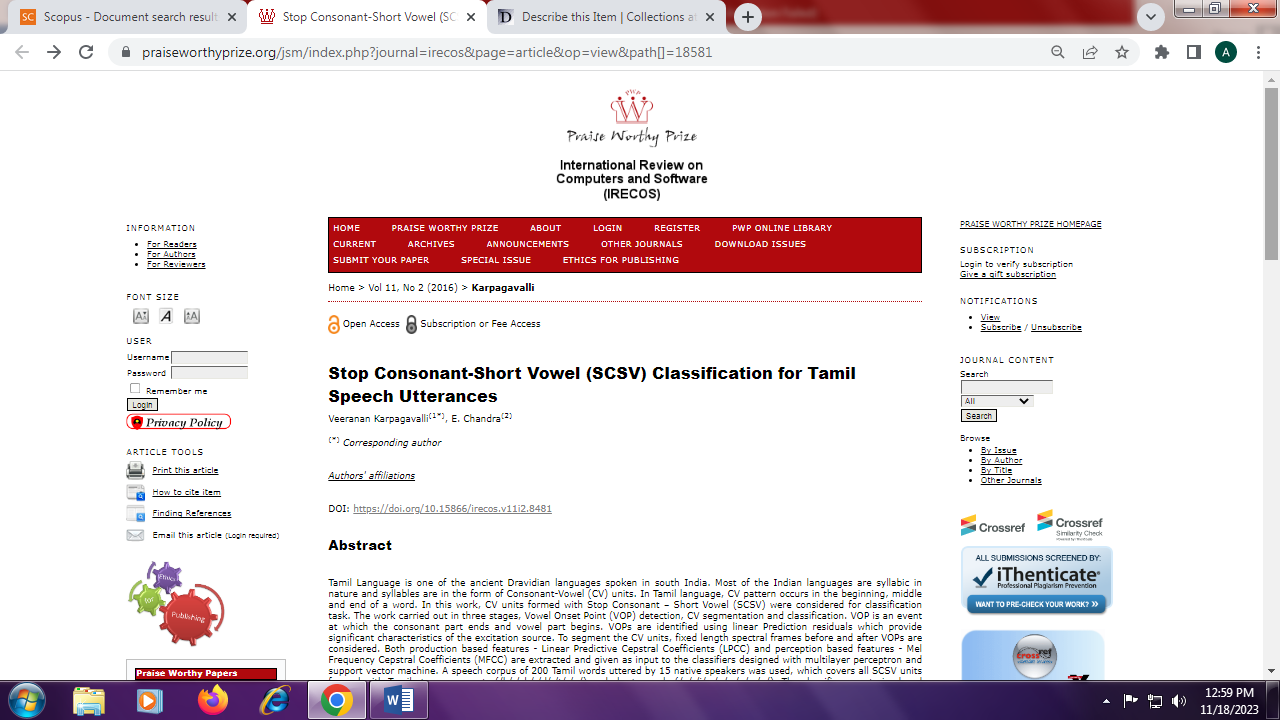 Scopus - Document search result
Stop Consonant-Short Vowel (SC
Describe this Item | Collections a
praiseworthyprize.org/jsm/index.php?journal=irecos&page=article&op=view&path[]=18581
A
PWP
Praise Worthy Prize
International Review on
Computers and Software
(IRECOS)
INFORMATION
For Readers
For Authors
For Reviewers
FONT SIZE
USER
Username
Password
Remember me
Login
Privacy Policy
ARTICLE TOOLS
Print this article
How to cite item
Finding References
Email this article (Login required)
Ethics
for
Publishing
Praise Worthy Papers
HOME PRAISE WORTHY PRIZE ABOUT LOGIN REGISTER PWP ONLINE LIBRARY
CURRENT ARCHIVES ANNOUNCEMENTS OTHER JOURNALS DOWNLOAD ISSUES
SUBMIT YOUR PAPER SPECIAL ISSUE ETHICS FOR PUBLISHING
Home > Vol 11, No 2 (2016) > Karpagavalli
Open Access Subscription or Fee Access
Stop Consonant-Short Vowel (SCSV) Classification for Tamil
Speech Utterances
Veeranan Karpagavalli(1*), E. Chandra(2)
(*) Corresponding author
Authors' affiliations
DOI: https://doi.org/10.15866/irecos.v11i2.8481
Abstract
Tamil Language is one of the ancient Dravidian languages spoken in south India. Most of the Indian languages are syllabic in
nature and syllables are in the form of Consonant-Vowel (CV) units. In Tamil language, CV pattern occurs in the beginning, middle
and end of a word. In this work, CV units formed with Stop Consonant – Short Vowel (SCSV) were considered for classification
task. The work carried out in three stages, Vowel Onset Point (VOP) detection, CV segmentation and classification. VOP is an event
at which the consonant part ends and vowel part begins. VOPs are identified using linear Prediction residuals which provide
significant characteristics of the excitation source. To segment the CV units, fixed length spectral frames before and after VOPs are
considered. Both production based features - Linear Predictive Cepstral Coefficients (LPCC) and perception based features - Mel
Frequency Cepstral Coefficients (MFCC) are extracted and given as input to the classifiers designed with multilayer perceptron and
support vector machine. A speech corpus of 200 Tamil words uttered by 15 native speakers was used, which covers all SCSV units
PRAISE WORTHY PRIZE HOMEPAGE
SUBSCRIPTION
Login to verify subscription
Give a gift subscription
NOTIFICATIONS
View
Subscribe / Unsubscribe
JOURNAL CONTENT
Search
All
Search
Browse
By Issue
By Author
By Title
Other Journals
Crossref
Crossref
Similarity Check
ALL SUBMISSIONS SCREENED BY:
iThenticate
Professional Plagiarism Prevention
WANT TO PRE-CHECK YOUR WORK? »
crossref
12:59 PM
11/18/2023